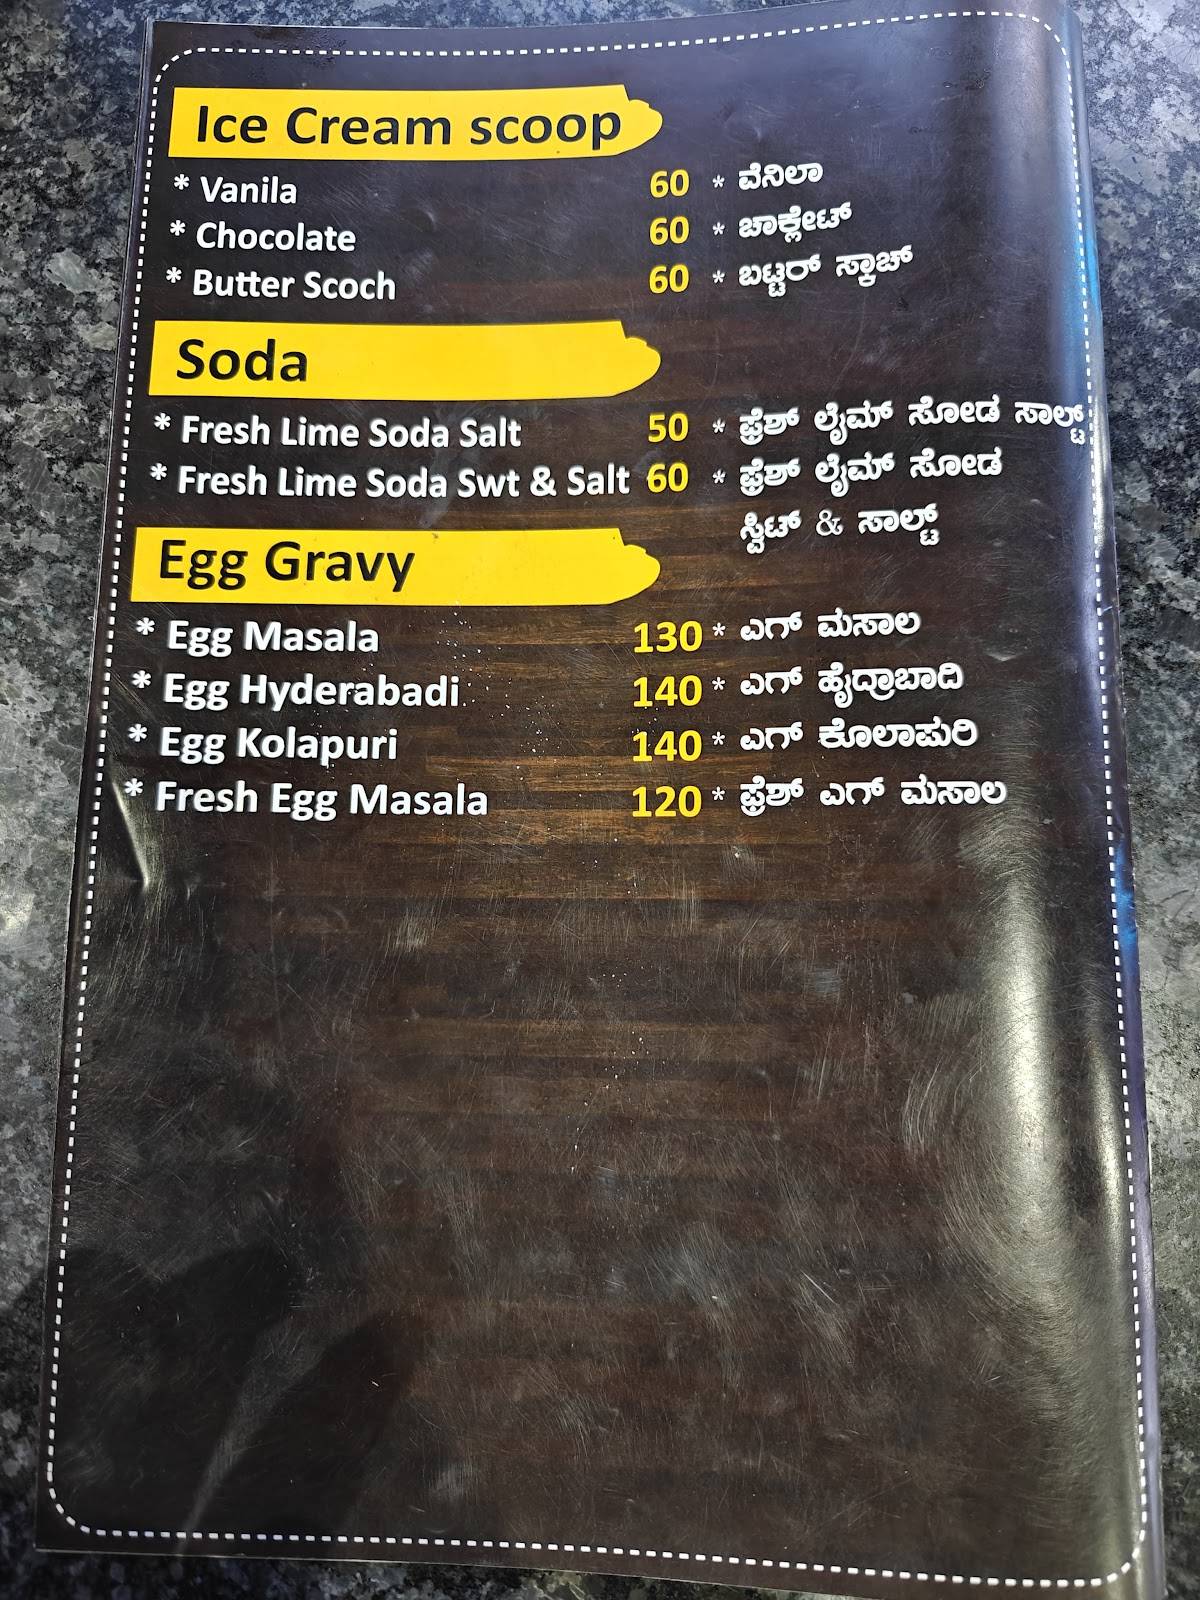 Ice Cream scoop
* Vanila 60 * ವೆನಿಲಾ
* Chocolate 60 * ಚಾಕ್ಲೇಟ್
* Butter Scoch 60 * ಬಟ್ಟರ್ ಸ್ಕಾಚ್
Soda
* Fresh Lime Soda Salt 50 * ಫ್ರೆಶ್ ಲೈಮ್ ಸೋಡ ಸಾಲ್ಟ್
* Fresh Lime Soda Swt & Salt 60 * ಫ್ರೆಶ್ ಲೈಮ್ ಸೋಡ
ಸ್ವಿಟ್ & ಸಾಲ್ಟ್
Egg Gravy
* Egg Masala 130 * ಎಗ್ ಮಸಾಲ
* Egg Hyderabadi 140 * ಎಗ್ ಹೈದ್ರಾಬಾದಿ
* Egg Kolapuri 140 * ಎಗ್ ಕೊಲಾಪುರಿ
* Fresh Egg Masala 120 * ಫ್ರೆಶ್ ಎಗ್ ಮಸಾಲ